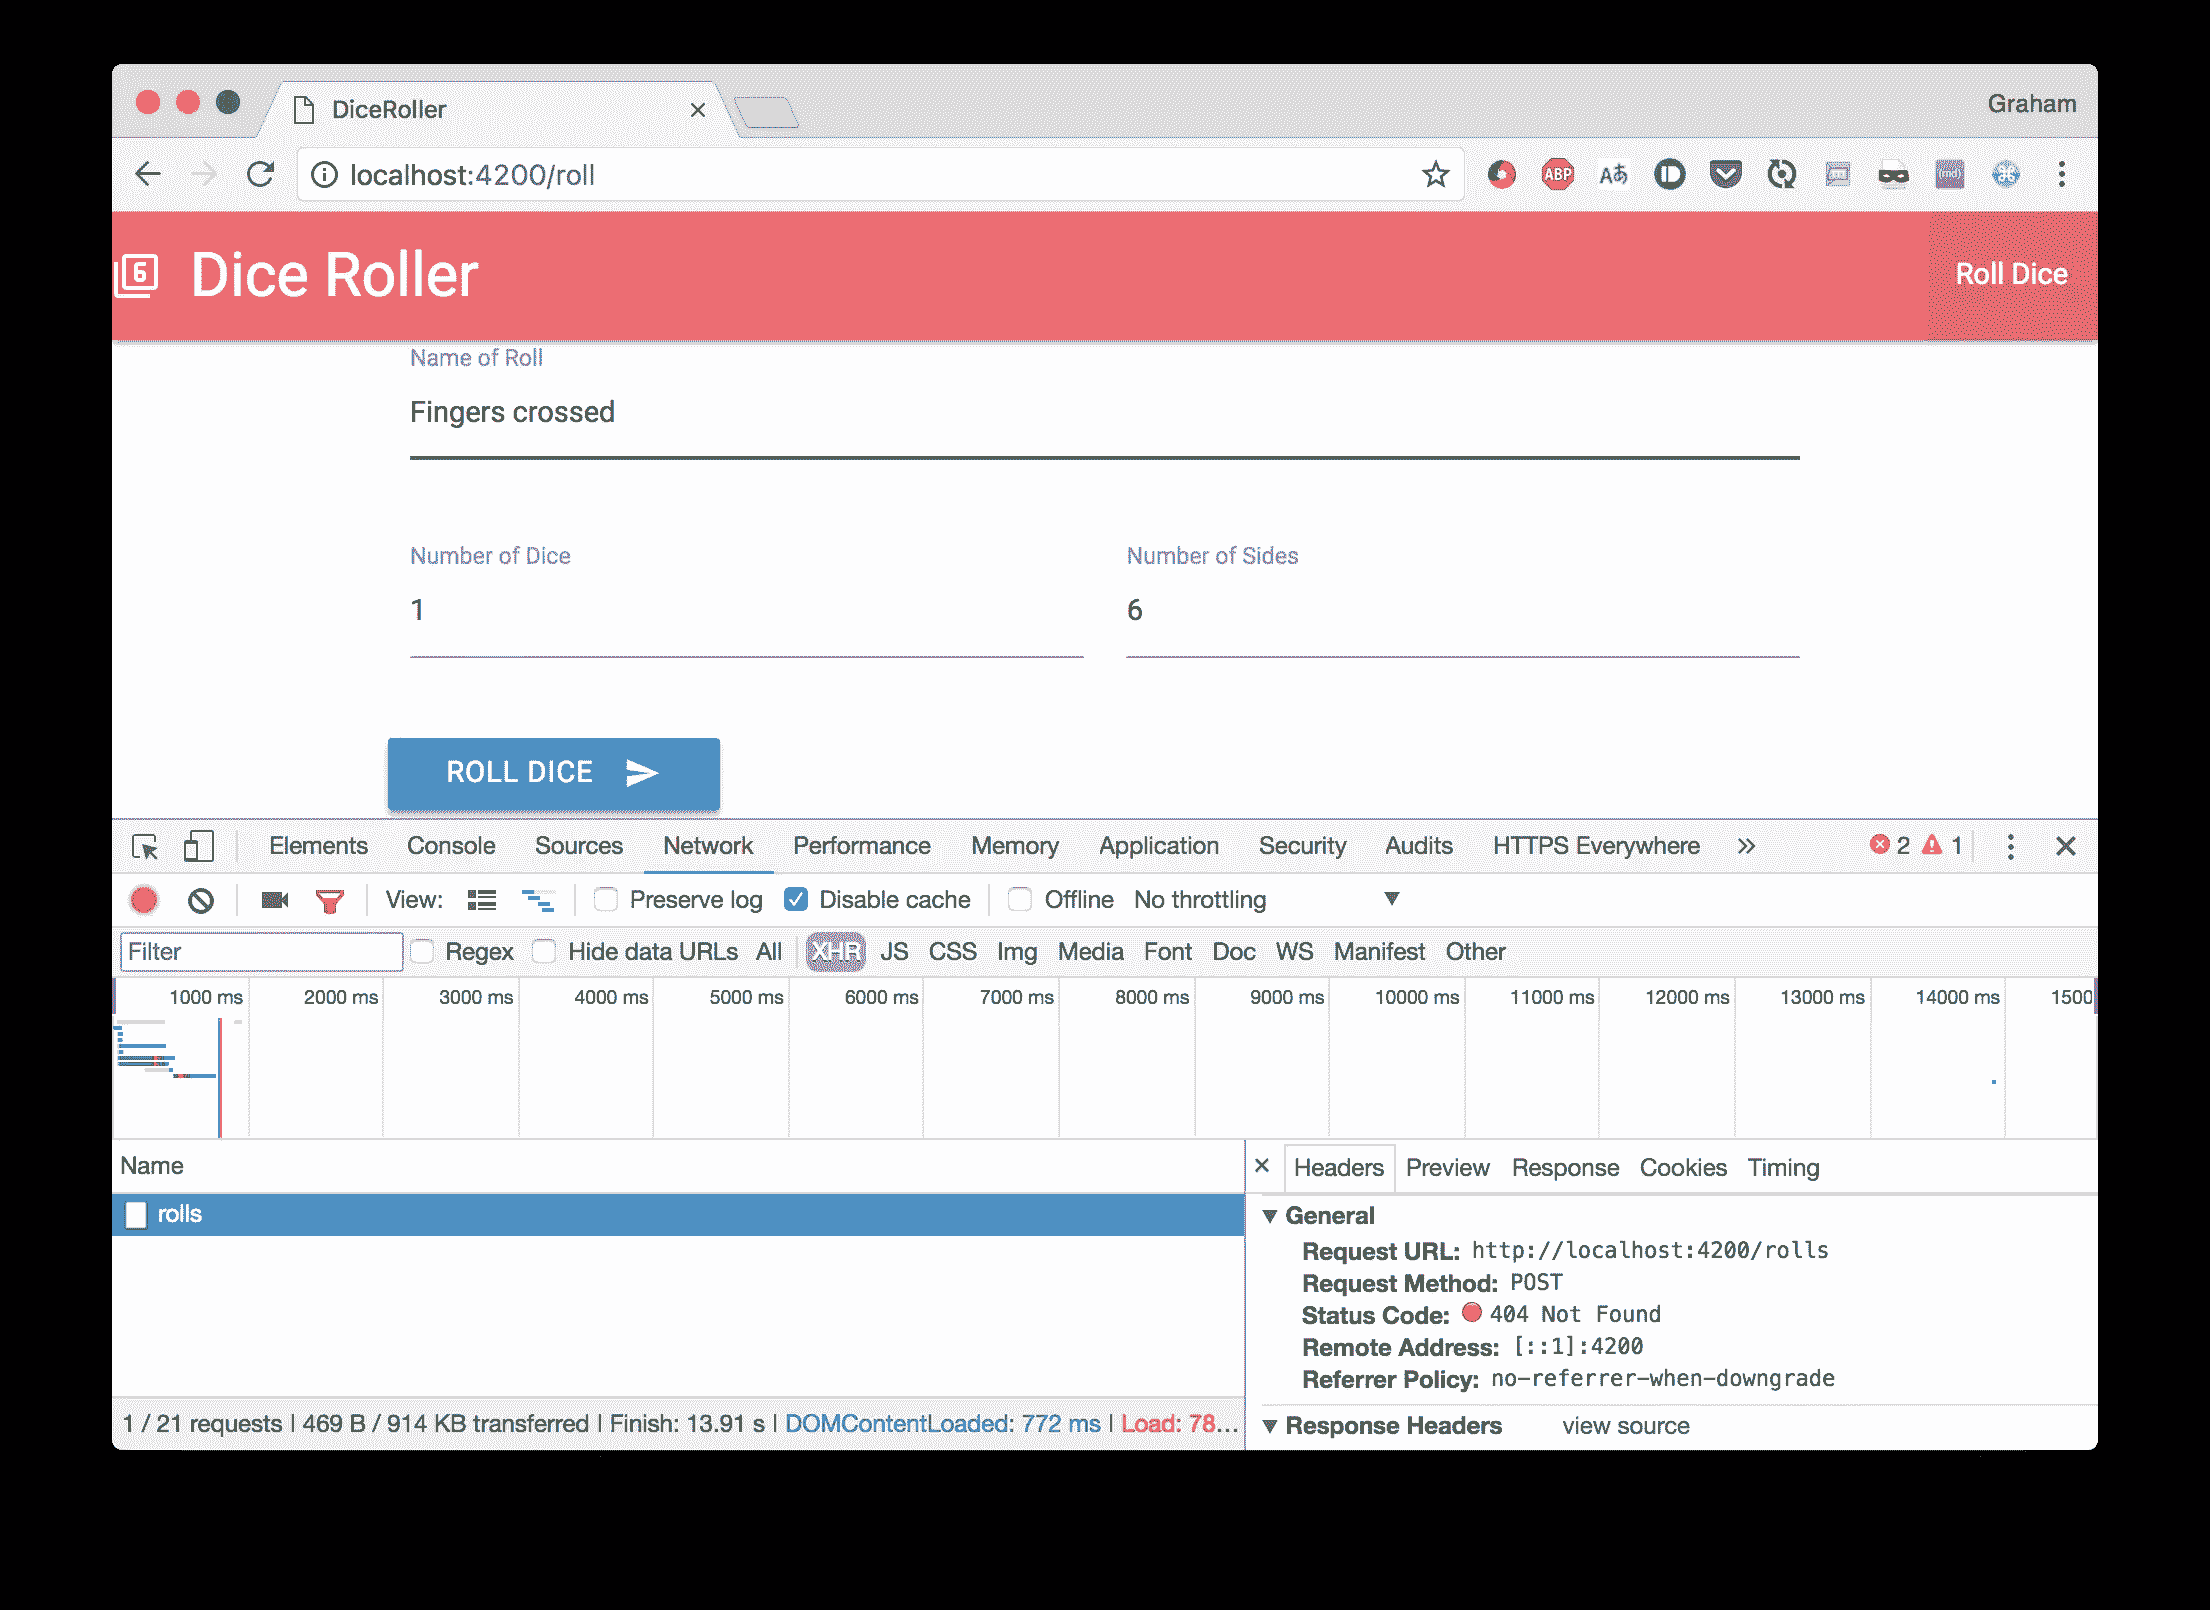 DiceRoller
Graham
localhost:4200/roll
ABP
Aあ
{md}
6 Dice Roller
Roll Dice
Name of Roll
Fingers crossed
Number of Dice
Number of Sides
1
6
ROLL DICE
Elements Console Sources Network Performance Memory Application Security Audits HTTPS Everywhere » 2 1
View: Preserve log Disable cache Offline No throttling
Filter Regex Hide data URLs All XHR JS CSS Img Media Font Doc WS Manifest Other
1000 ms 2000 ms 3000 ms 4000 ms 5000 ms 6000 ms 7000 ms 8000 ms 9000 ms 10000 ms 11000 ms 12000 ms 13000 ms 14000 ms 1500
Name
rolls
1 / 21 requests | 469 B / 914 KB transferred | Finish: 13.91 s | DOMContentLoaded: 772 ms | Load: 78...
Headers Preview Response Cookies Timing
General
Request URL: http://localhost:4200/rolls
Request Method: POST
Status Code: 404 Not Found
Remote Address: [::1]:4200
Referrer Policy: no-referrer-when-downgrade
Response Headers view source